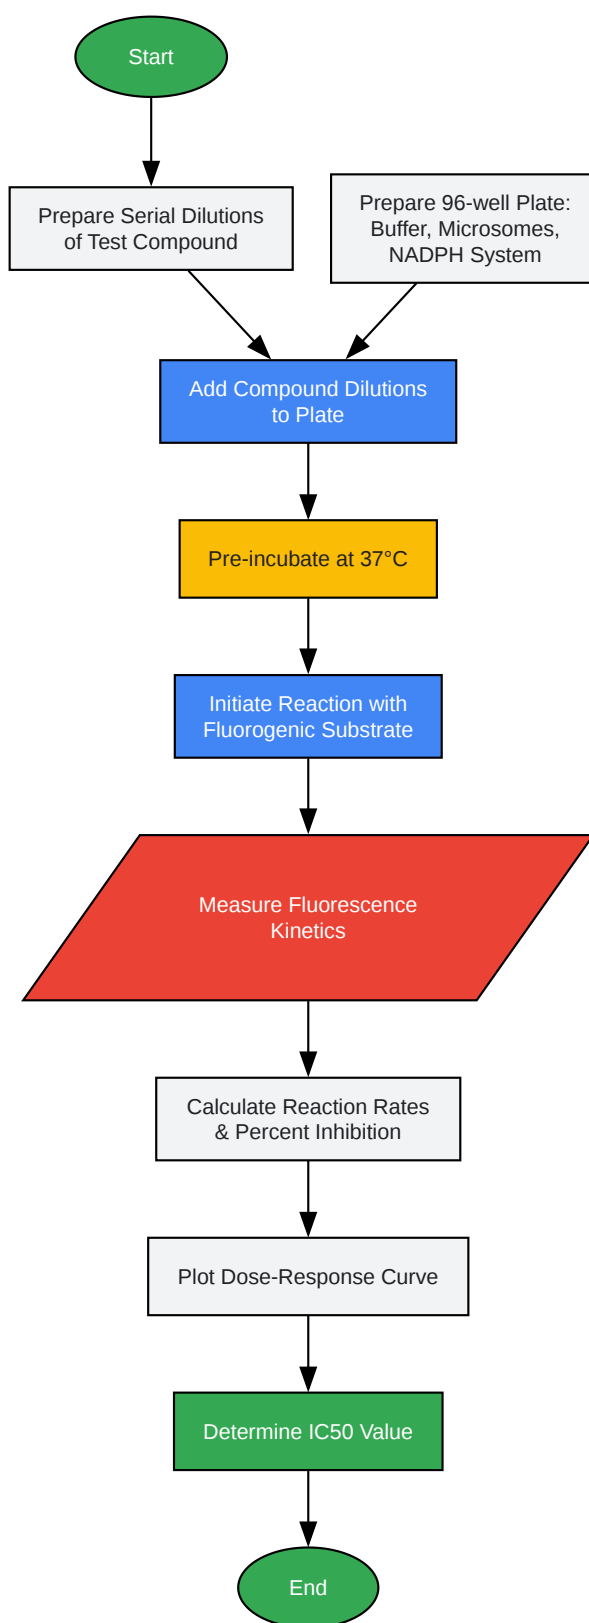 Start
Prepare Serial Dilutions
of Test Compound
Prepare 96-well Plate:
Buffer, Microsomes,
NADPH System
Add Compound Dilutions
to Plate
Pre-incubate at 37°C
Initiate Reaction with
Fluorogenic Substrate
Measure Fluorescence
Kinetics
Calculate Reaction Rates
& Percent Inhibition
Plot Dose-Response Curve
Determine IC50 Value
End